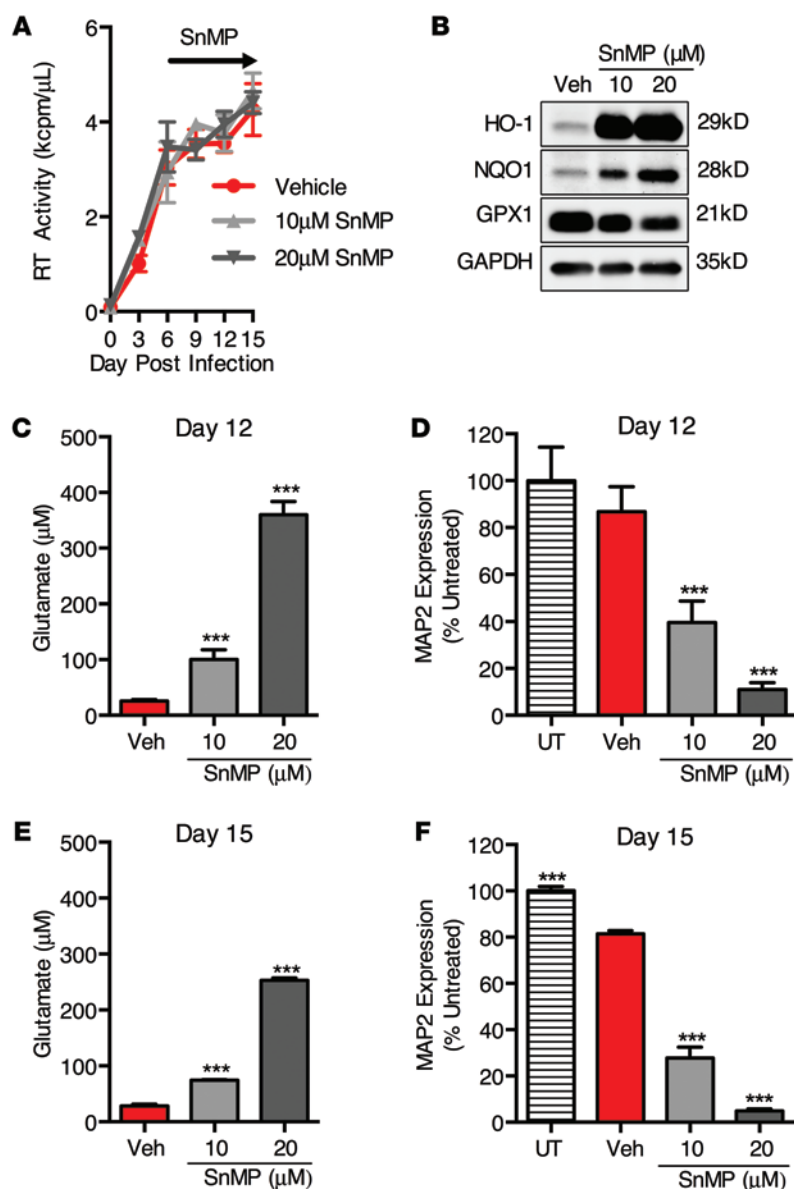 A
SnMP
6
4
2
0
RT Activity (kcpm/μL)
Vehicle
10μM SnMP
20μM SnMP
0 3 6 9 12 15
Day Post Infection
B
SnMP (μM)
Veh 10 20
HO-1 29kD
NQO1 28kD
GPX1 21kD
GAPDH 35kD
C
Day 12
500
400
300
200
100
0
Glutamate (μM)
***
***
Veh 10 20
SnMP (μM)
D
Day 12
120
100
80
60
40
20
0
MAP2 Expression
(% Untreated)
***
***
UT Veh 10 20
SnMP (μM)
E
Day 15
500
400
300
200
100
0
Glutamate (μM)
***
***
Veh 10 20
SnMP (μM)
F
Day 15
120
100
80
60
40
20
0
MAP2 Expression
(% Untreated)
***
***
***
UT Veh 10 20
SnMP (μM)